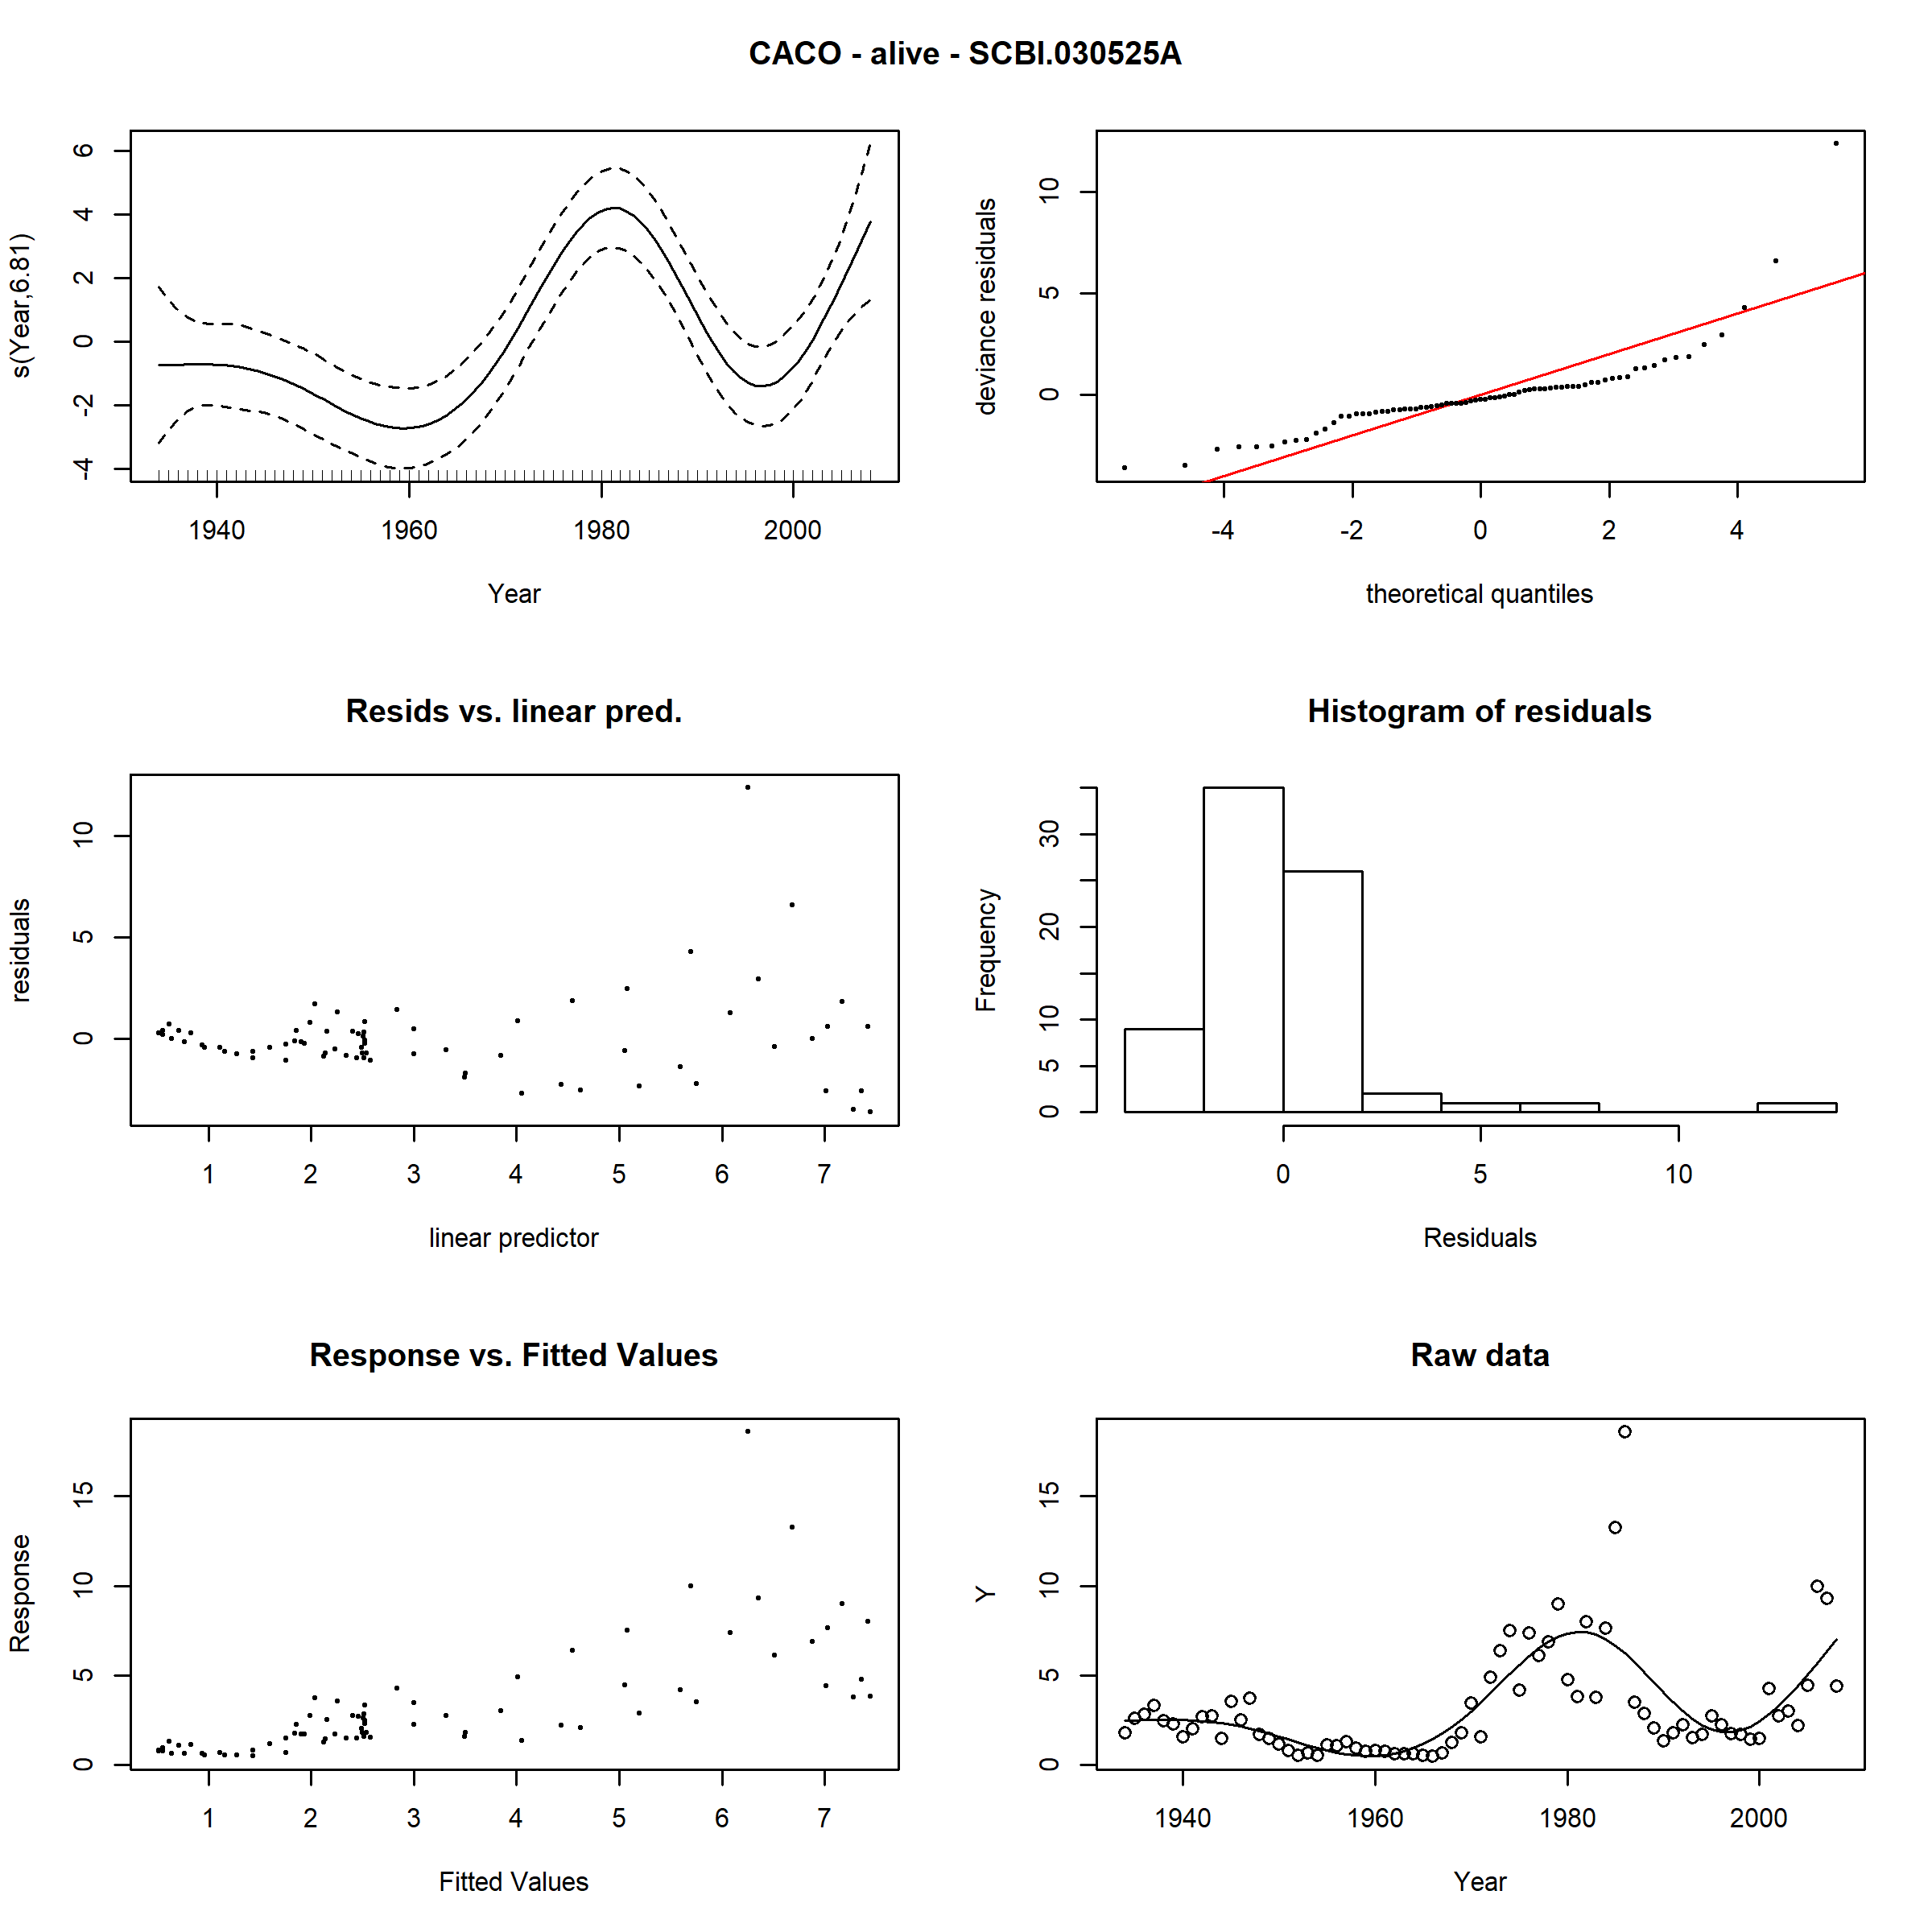 CACO - alive - SCBI.030525A
s(Year,6.81)
6
4
2
0
-2
-4
1940 1960 1980 2000
Year
deviance residuals
10
5
0
-4 -2 0 2 4
theoretical quantiles
Resids vs. linear pred.
residuals
10
5
0
1 2 3 4 5 6 7
linear predictor
Histogram of residuals
Frequency
30
20
10
5
0
0 5 10
Residuals
Response vs. Fitted Values
Response
15
10
5
0
1 2 3 4 5 6 7
Fitted Values
Raw data
Y
15
10
5
0
1940 1960 1980 2000
Year